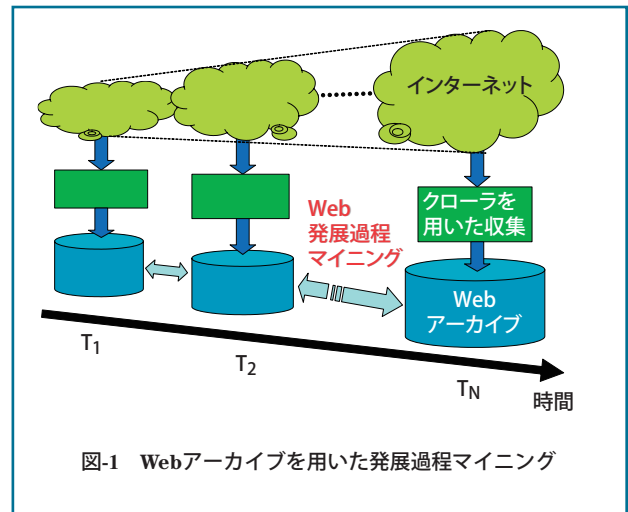 インターネット
Web
発展過程
マイニング
クローラを
用いた収集
Web
アーカイブ
T1
T2
TN
時間
図-1 Webアーカイブを用いた発展過程マイニング